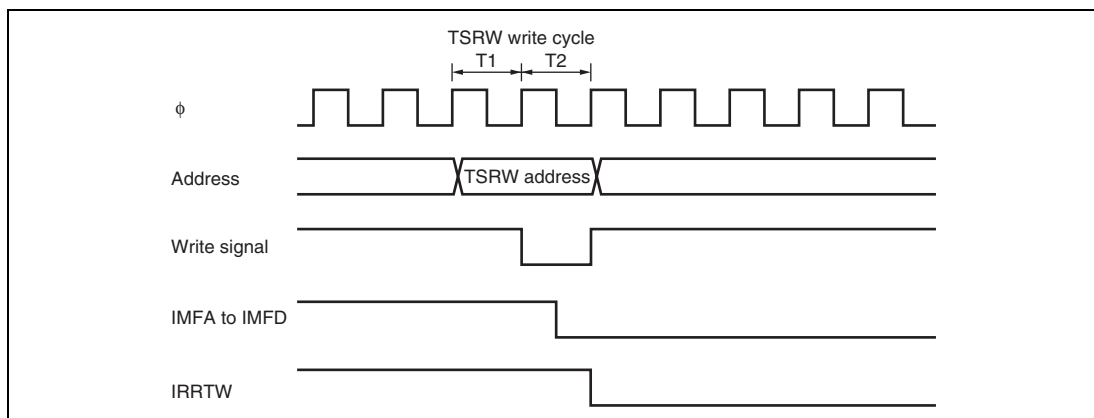 TSRW write cycle
T1 T2
ϕ
Address
TSRW address
Write signal
IMFA to IMFD
IRRTW